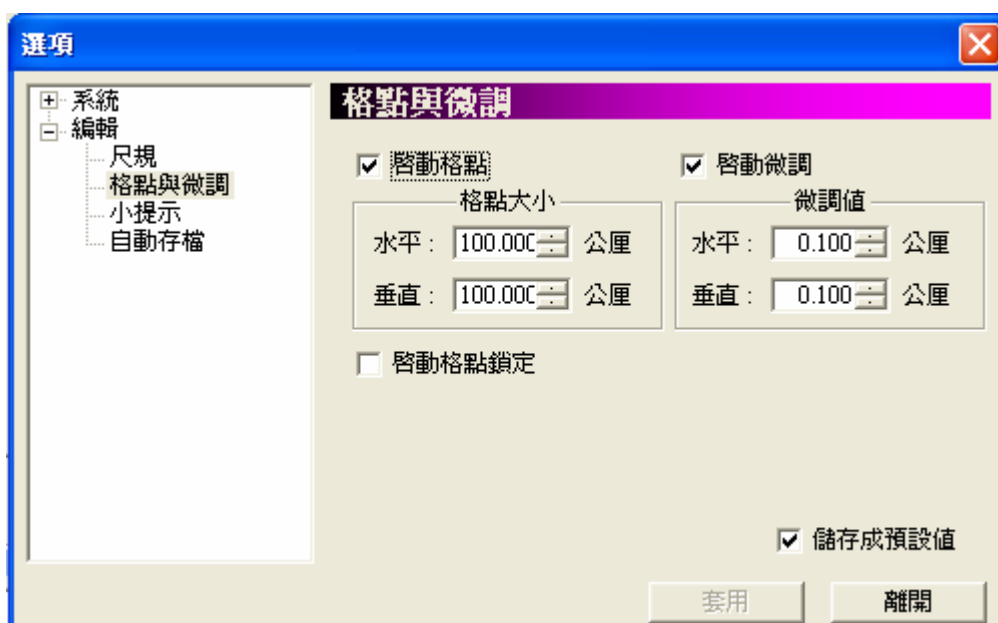 選項
系統
編輯
尺規
格點與微調
小提示
自動存檔
格點與微調
啓動格點
啓動微調
格點大小
微調值
水平: 100.000 公厘
水平: 0.100 公厘
垂直: 100.000 公厘
垂直: 0.100 公厘
啓動格點鎖定
儲存成預設值
套用
離開